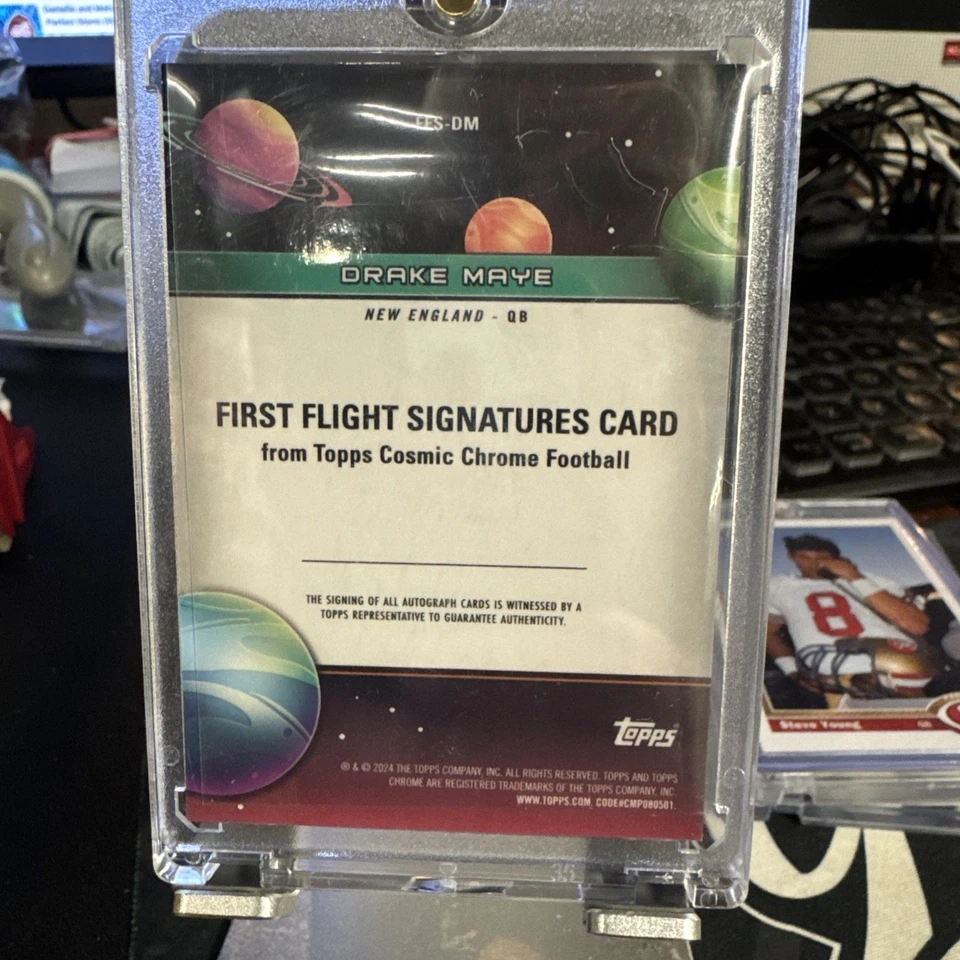 FFS-DM
DRAKE MAYE
NEW ENGLAND - QB
FIRST FLIGHT SIGNATURES CARD
from Topps Cosmic Chrome Football
THE SIGNING OF ALL AUTOGRAPH CARDS IS WITNESSED BY A
TOPPS REPRESENTATIVE TO GUARANTEE AUTHENTICITY.
topps
® & © 2024 THE TOPPS COMPANY, INC. ALL RIGHTS RESERVED. TOPPS AND TOPPS
CHROME ARE REGISTERED TRADEMARKS OF THE TOPPS COMPANY, INC.
WWW.TOPPS.COM. CODE#CMP080501.
8
Steve Young QB